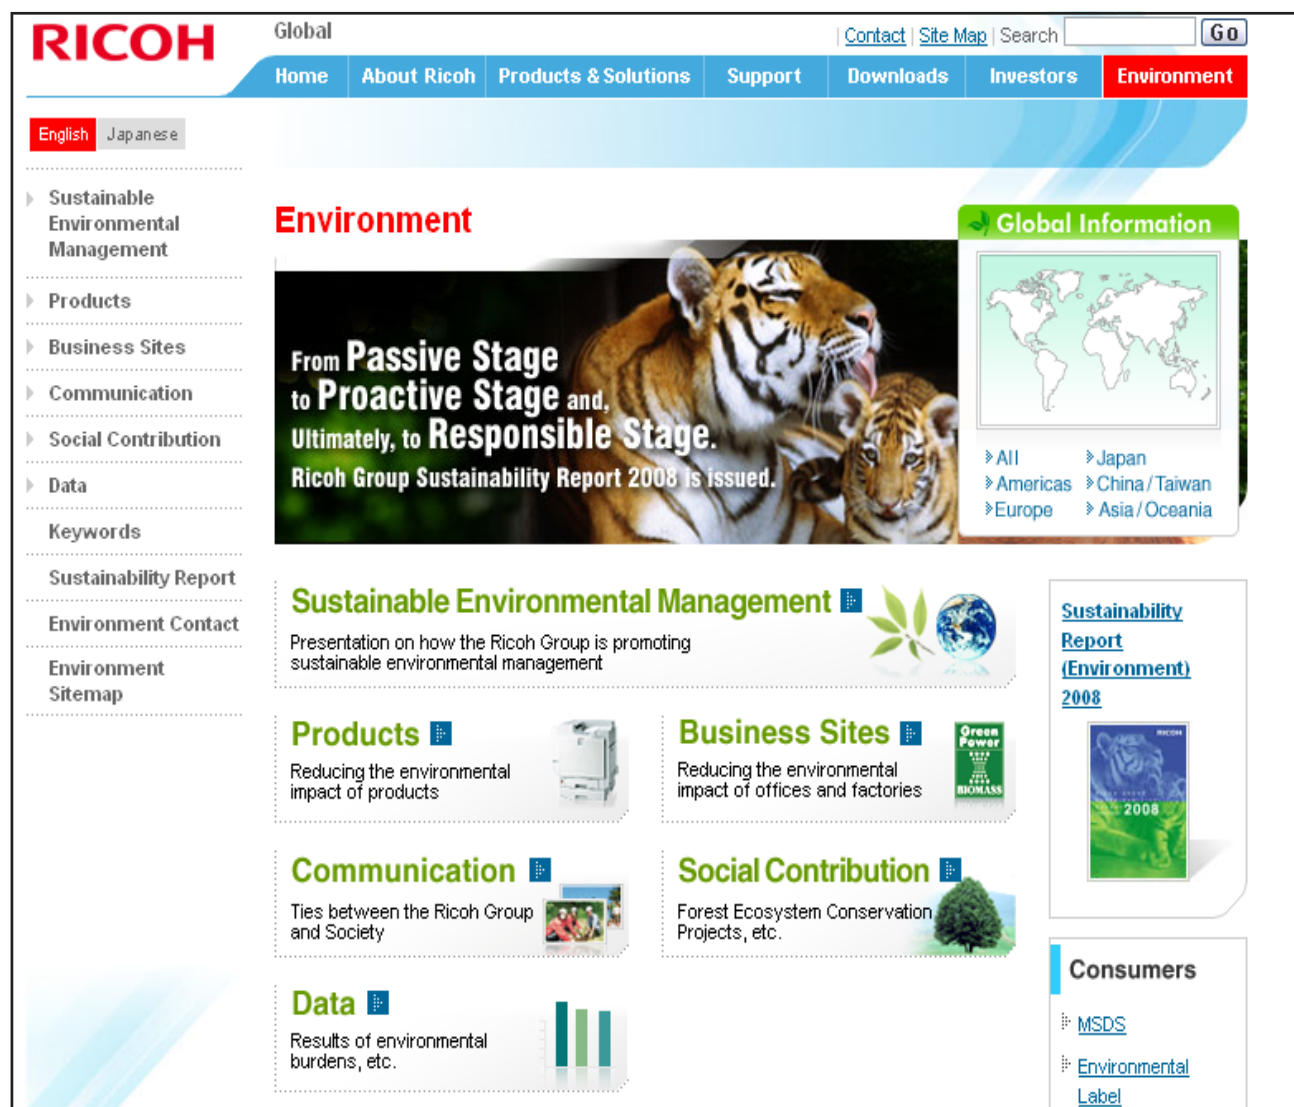 RICOH
Global
Contact | Site Map | Search Go
Home About Ricoh Products & Solutions Support Downloads Investors Environment
English Japanese
Sustainable
Environmental
Management
Products
Business Sites
Communication
Social Contribution
Data
Keywords
Sustainability Report
Environment Contact
Environment
Sitemap
Environment
From Passive Stage
to Proactive Stage and,
Ultimately, to Responsible Stage.
Ricoh Group Sustainability Report 2008 is issued.
Global Information
All Japan
Americas China/Taiwan
Europe Asia/Oceania
Sustainable Environmental Management
Presentation on how the Ricoh Group is promoting
sustainable environmental management
Products
Reducing the environmental
impact of products
Business Sites
Reducing the environmental
impact of offices and factories
Green
Power
BIOMASS
Communication
Ties between the Ricoh Group
and Society
Social Contribution
Forest Ecosystem Conservation
Projects, etc.
Data
Results of environmental
burdens, etc.
Sustainability
Report
(Environment)
2008
RICOH
2008
Consumers
MSDS
Environmental
Label